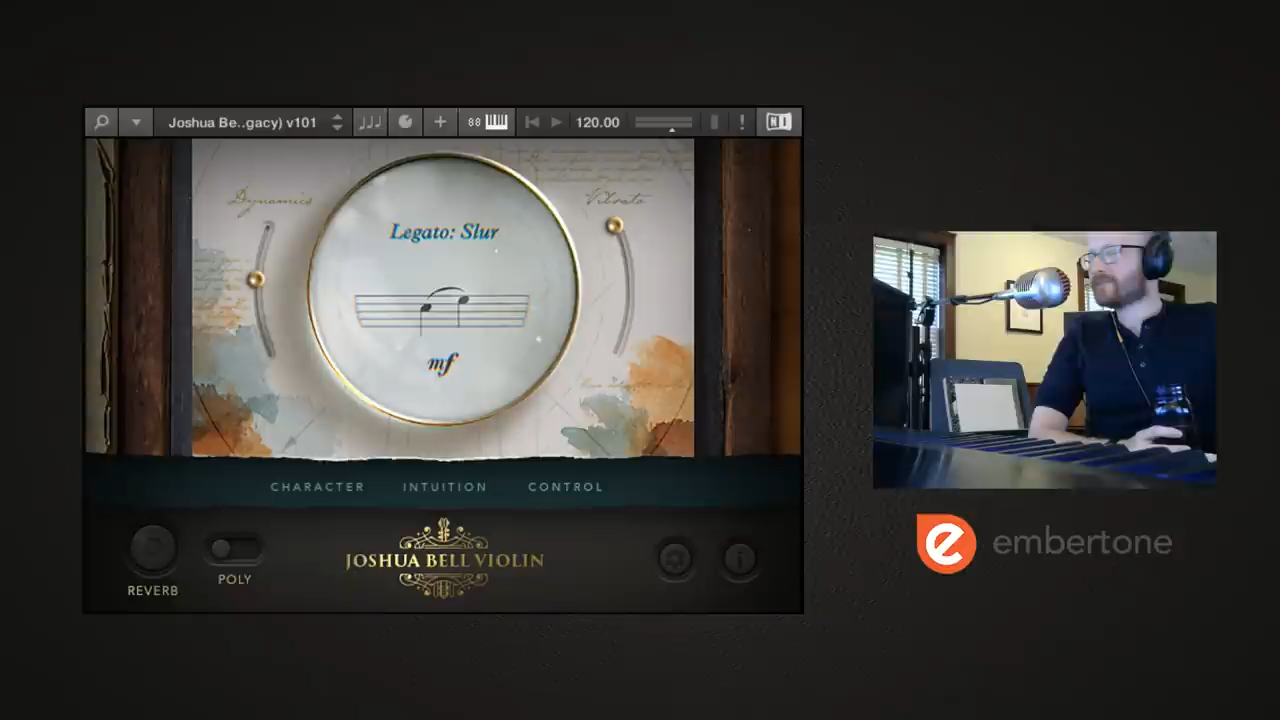 Joshua Be..gacy) v101
88
120.00
!
NI
Dynamics
Vibrato
Legato: Slur
mf
CHARACTER INTUITION CONTROL
REVERB
POLY
JOSHUA BELL VIOLIN
i
e embertone